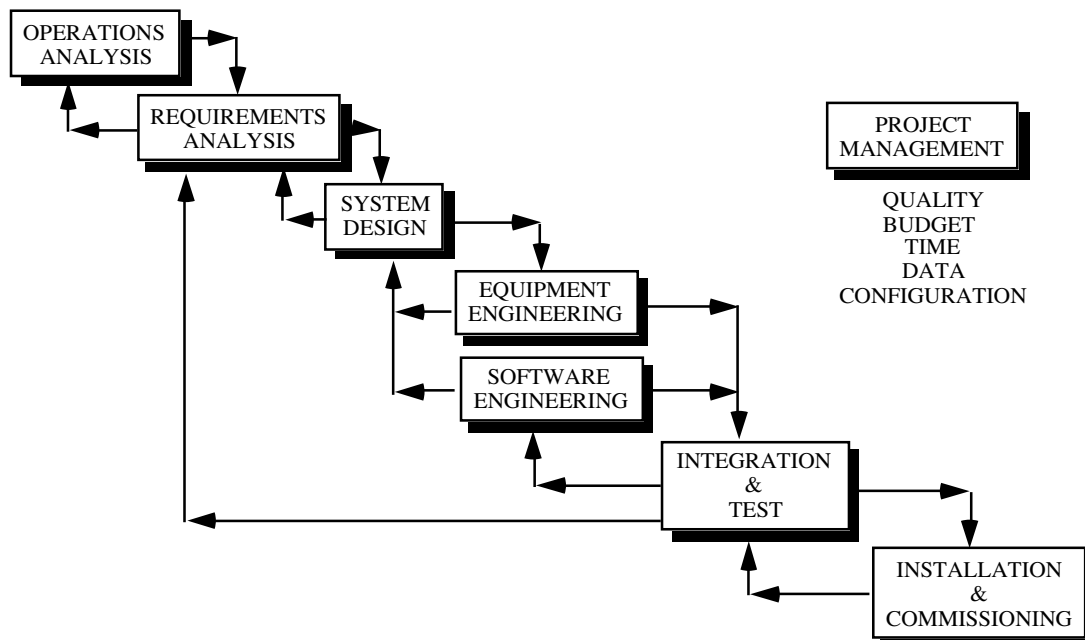 OPERATIONS
ANALYSIS
REQUIREMENTS
ANALYSIS
PROJECT
MANAGEMENT
QUALITY
BUDGET
TIME
DATA
CONFIGURATION
SYSTEM
DESIGN
EQUIPMENT
ENGINEERING
SOFTWARE
ENGINEERING
INTEGRATION
&
TEST
INSTALLATION
&
COMMISSIONING